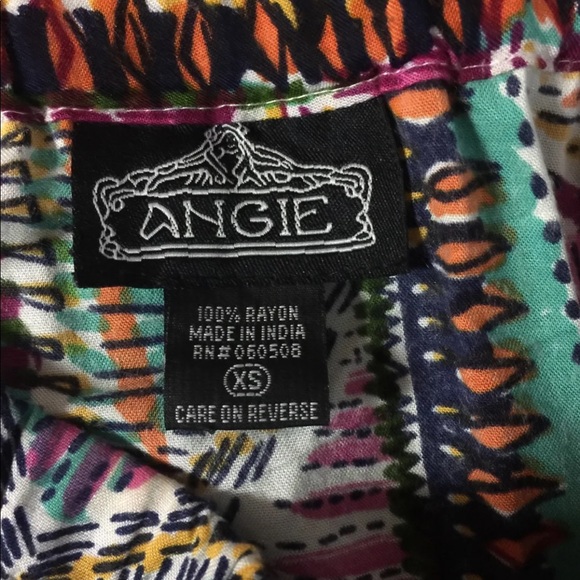 ANGIE
100% RAYON
MADE IN INDIA
RN# 060508
XS
CARE ON REVERSE